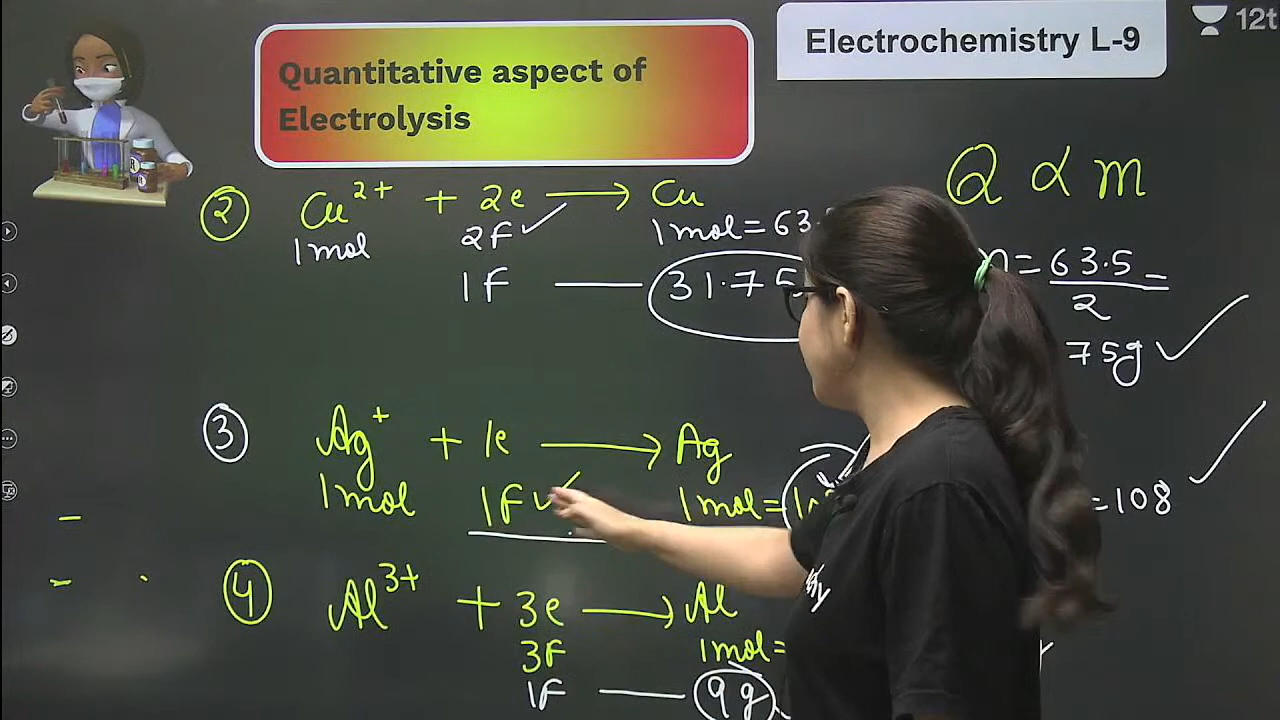 Electrochemistry L-9
12t
Quantitative aspect of
Electrolysis
Q ∝ m
② Cu²⁺ + 2e ⟶ Cu
1mol 2F ✓ 1mol = 63.
1F — 31.75
= 63.5 =
2
75g ✓
③ Ag⁺ + 1e ⟶ Ag
1mol 1F ✓ 1mol =
= 108
④ Al³⁺ + 3e ⟶ Al
3F 1mol =
1F — 9g